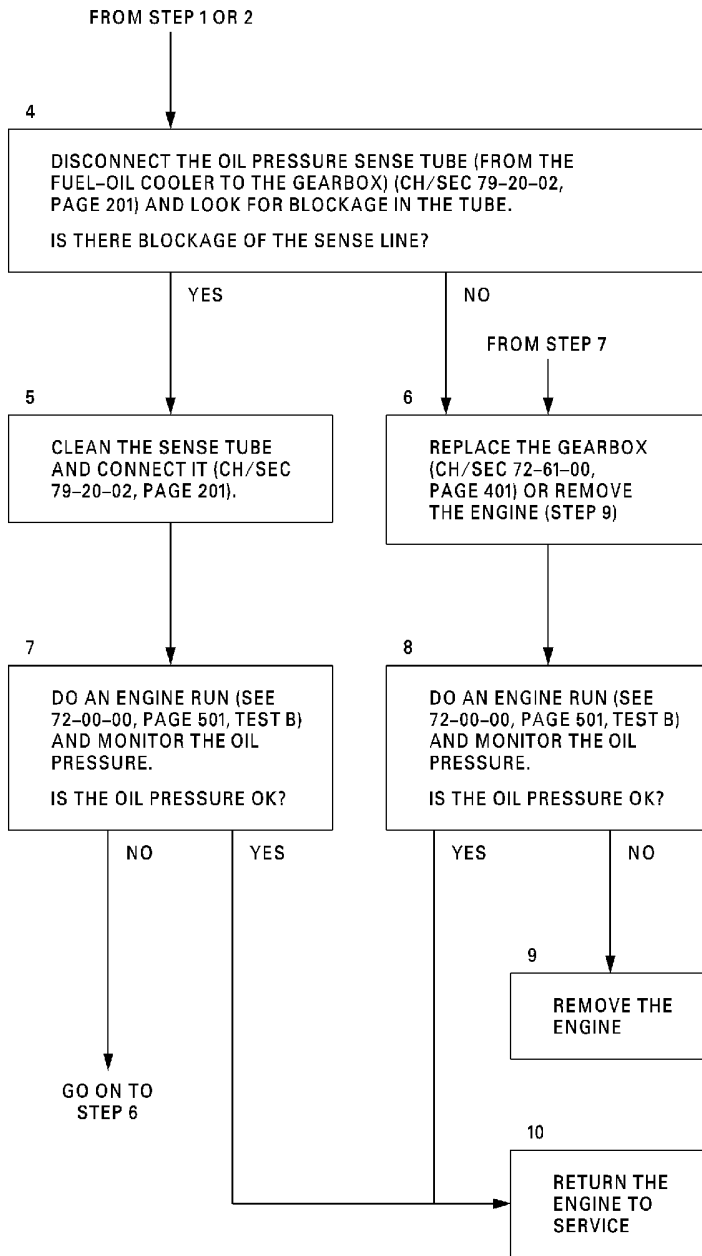 FROM STEP 1 OR 2
4
DISCONNECT THE OIL PRESSURE SENSE TUBE (FROM THE
FUEL–OIL COOLER TO THE GEARBOX) (CH/SEC 79–20–02,
PAGE 201) AND LOOK FOR BLOCKAGE IN THE TUBE.
IS THERE BLOCKAGE OF THE SENSE LINE?
YES
NO
FROM STEP 7
5
CLEAN THE SENSE TUBE
AND CONNECT IT (CH/SEC
79–20–02, PAGE 201).
6
REPLACE THE GEARBOX
(CH/SEC 72–61–00,
PAGE 401) OR REMOVE
THE ENGINE (STEP 9)
7
DO AN ENGINE RUN (SEE
72–00–00, PAGE 501, TEST B)
AND MONITOR THE OIL
PRESSURE.
IS THE OIL PRESSURE OK?
8
DO AN ENGINE RUN (SEE
72–00–00, PAGE 501, TEST B)
AND MONITOR THE OIL
PRESSURE.
IS THE OIL PRESSURE OK?
NO
YES
YES
NO
9
REMOVE THE
ENGINE
GO ON TO
STEP 6
10
RETURN THE
ENGINE TO
SERVICE